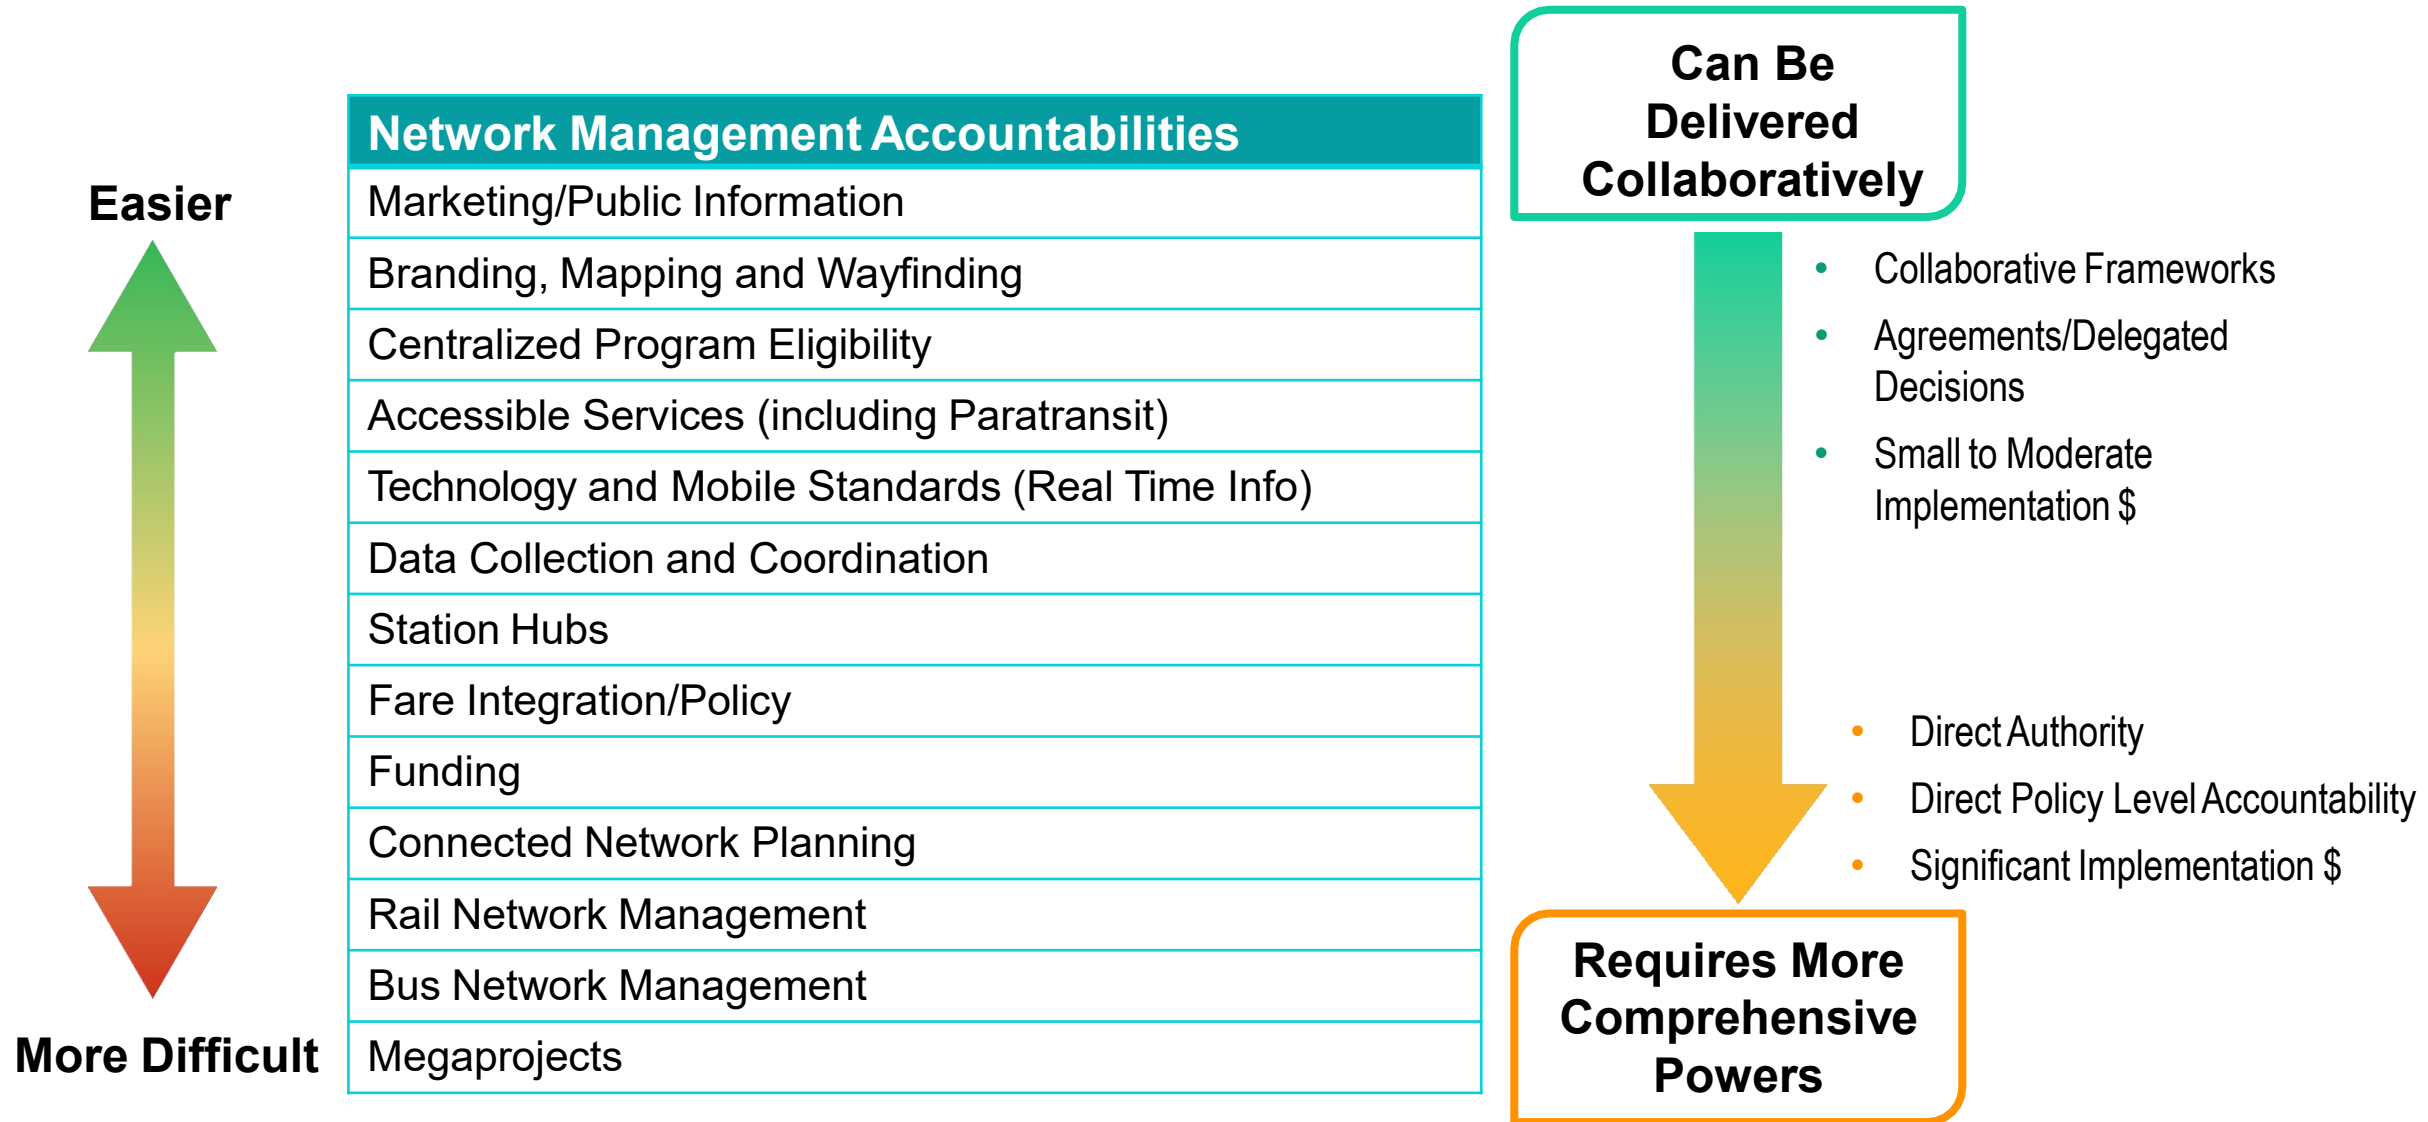 Easier
More Difficult
Network Management Accountabilities
Marketing/Public Information
Branding, Mapping and Wayfinding
Centralized Program Eligibility
Accessible Services (including Paratransit)
Technology and Mobile Standards (Real Time Info)
Data Collection and Coordination
Station Hubs
Fare Integration/Policy
Funding
Connected Network Planning
Rail Network Management
Bus Network Management
Megaprojects
Can Be
Delivered
Collaboratively
• Collaborative Frameworks
• Agreements/Delegated
Decisions
• Small to Moderate
Implementation $
• Direct Authority
• Direct Policy Level Accountability
• Significant Implementation $
Requires More
Comprehensive
Powers